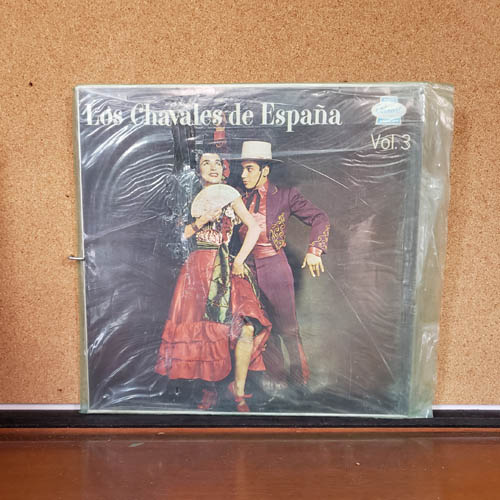 Los Chavales de España
Vol. 3